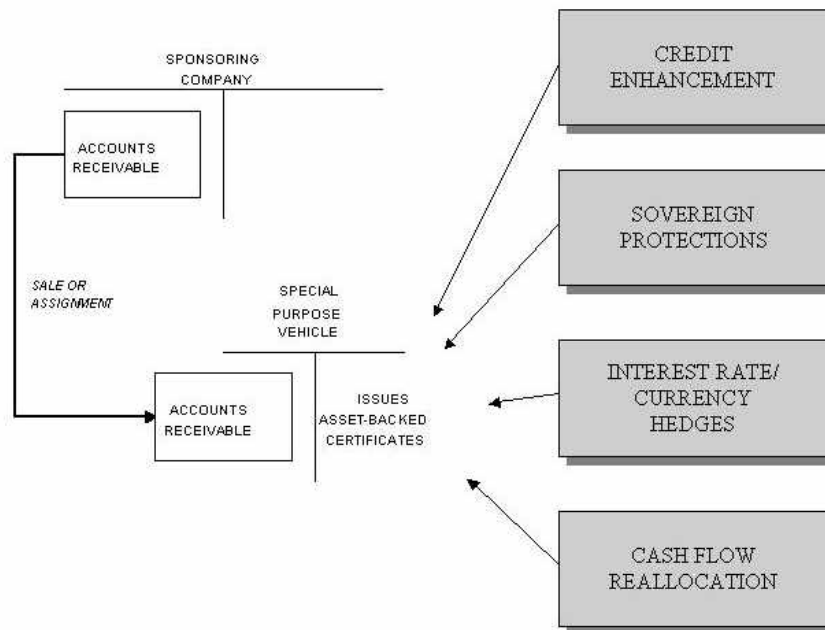 SPONSORING
COMPANY
ACCOUNTS
RECEIVABLE
SALE OR
ASSIGNMENT
SPECIAL
PURPOSE
VEHICLE
ACCOUNTS
RECEIVABLE
ISSUES
ASSET-BACKED
CERTIFICATES
CREDIT
ENHANCEMENT
SOVEREIGN
PROTECTIONS
INTEREST RATE/
CURRENCY
HEDGES
CASH FLOW
REALLOCATION